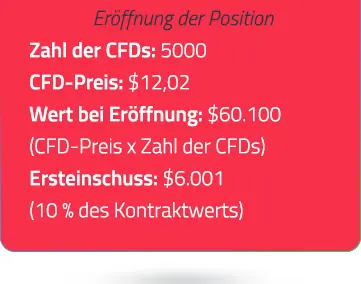 Eröffnung der Position
Zahl der CFDs: 5000
CFD-Preis: $12,02
Wert bei Eröffnung: $60.100
(CFD-Preis x Zahl der CFDs)
Ersteinschuss: $6.001
(10 % des Kontraktwerts)